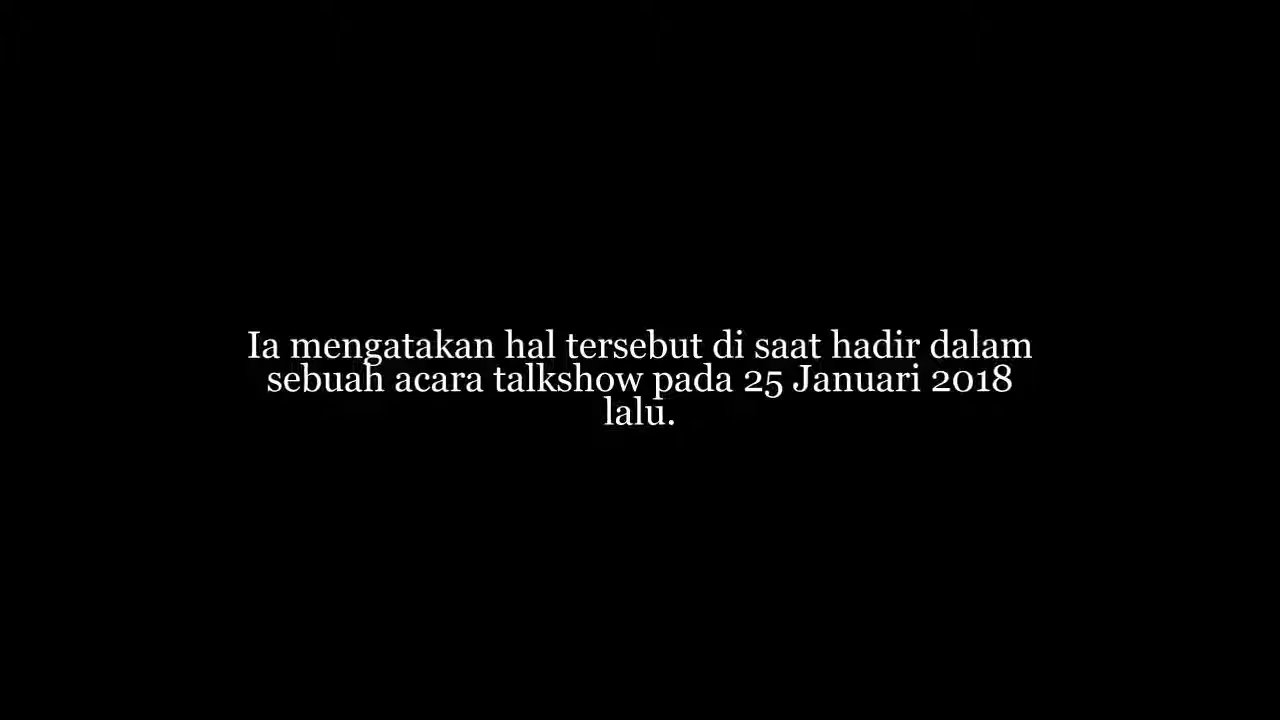 Ia mengatakan hal tersebut di saat hadir dalam
sebuah acara talkshow pada 25 Januari 2018
lalu.